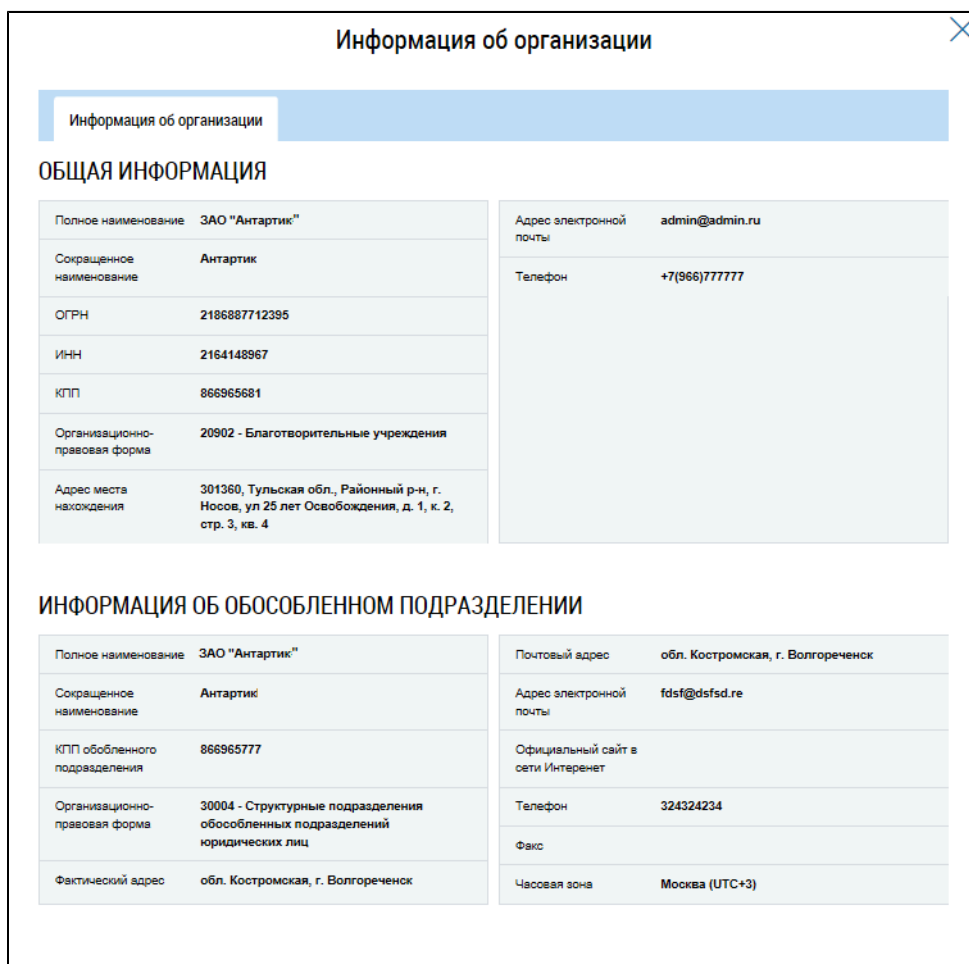 Информация об организации
Информация об организации
ОБЩАЯ ИНФОРМАЦИЯ
Полное наименование ЗАО "Антартик"
Сокращенное
наименование
Антартик
ОГРН 2186887712395
ИНН 2164148967
КПП 866965681
Организационно-
правовая форма
20902 - Благотворительные учреждения
Адрес места
нахождения
301360, Тульская обл., Районный р-н, г.
Носов, ул 25 лет Освобождения, д. 1, к. 2,
стр. 3, кв. 4
Адрес электронной
почты
admin@admin.ru
Телефон +7(966)777777
ИНФОРМАЦИЯ ОБ ОБОСОБЛЕННОМ ПОДРАЗДЕЛЕНИИ
Полное наименование ЗАО "Антартик"
Сокращенное
наименование
Антартик
КПП обобленного
подразделения
866965777
Организационно-
правовая форма
30004 - Структурные подразделения
обособленных подразделений
юридических лиц
Фактический адрес обл. Костромская, г. Волгореченск
Почтовый адрес обл. Костромская, г. Волгореченск
Адрес электронной
почты
fdsf@dsfsd.re
Официальный сайт в
сети Интеренет
Телефон 324324234
Факс
Часовая зона Москва (UTC+3)